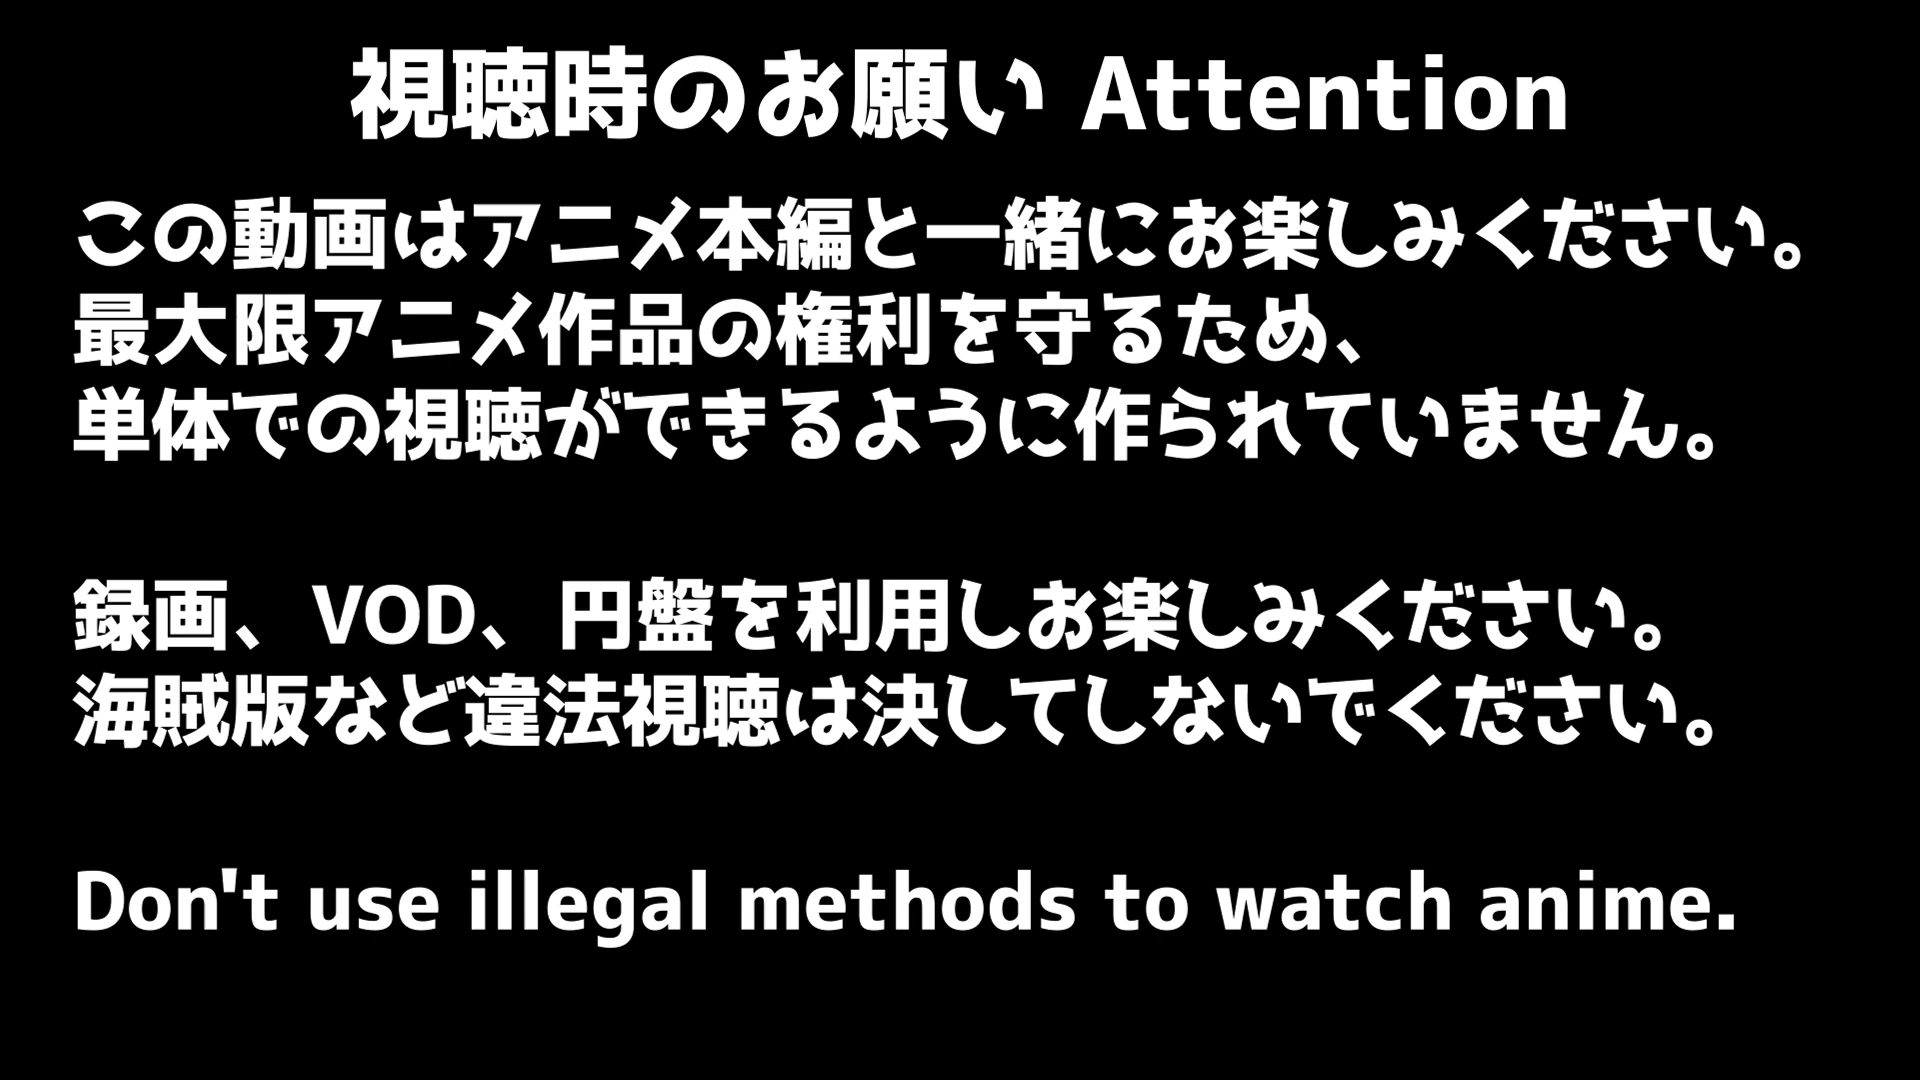 視聴時のお願い Attention
この動画はアニメ本編と一緒にお楽しみください。
最大限アニメ作品の権利を守るため、
単体での視聴ができるように作られていません。
録画、VOD、円盤を利用しお楽しみください。
海賊版など違法視聴は決してしないでください。
Don't use illegal methods to watch anime.